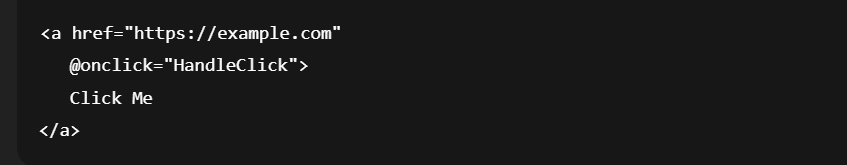 <a href="https://example.com"
   @onclick="HandleClick">
   Click Me
</a>